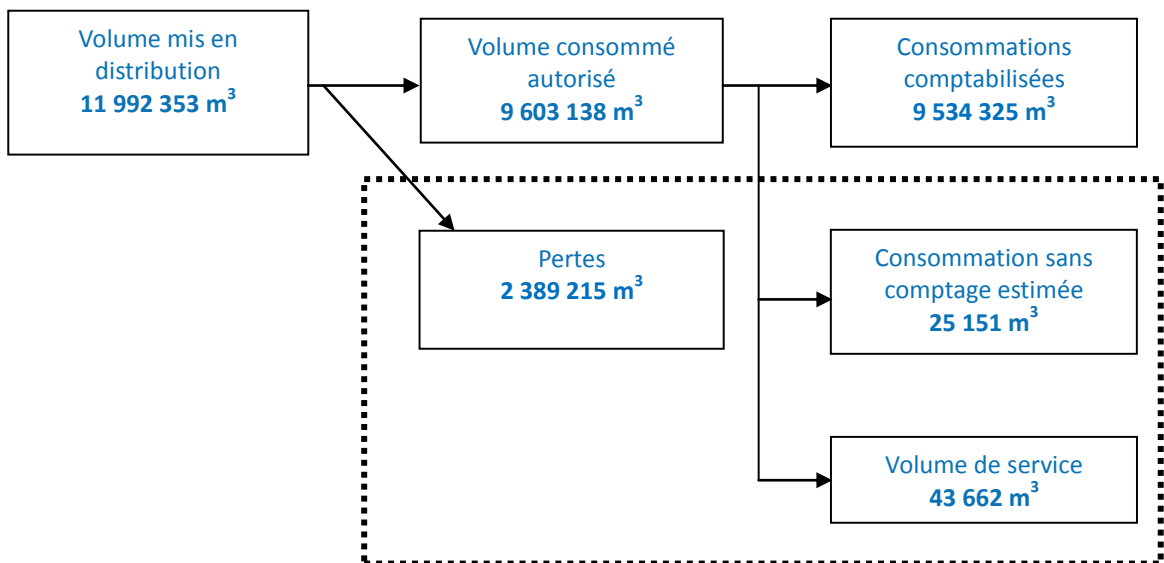 Volume mis en
distribution
11 992 353 m³
Volume consommé
autorisé
9 603 138 m³
Consommations
comptabilisées
9 534 325 m³
Pertes
2 389 215 m³
Consommation sans
comptage estimée
25 151 m³
Volume de service
43 662 m³